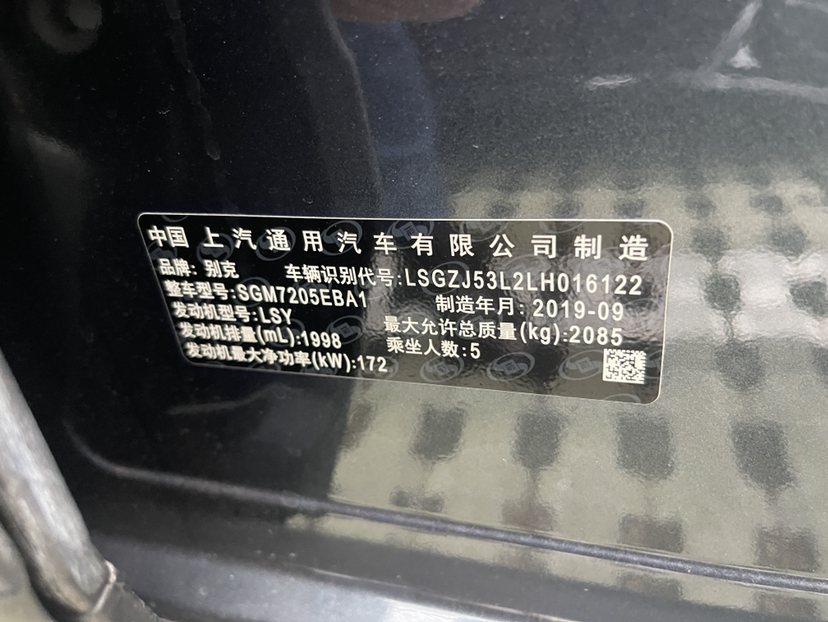 中国 上汽通用汽车有限公司制造
品牌: 别克 车辆识别代号:LSGZJ53L2LH016122
整车型号:SGM7205EBA1 制造年月: 2019-09
发动机型号:LSY 最大允许总质量(kg):2085
发动机排量(mL):1998 乘坐人数:5
发动机最大净功率(kW):172